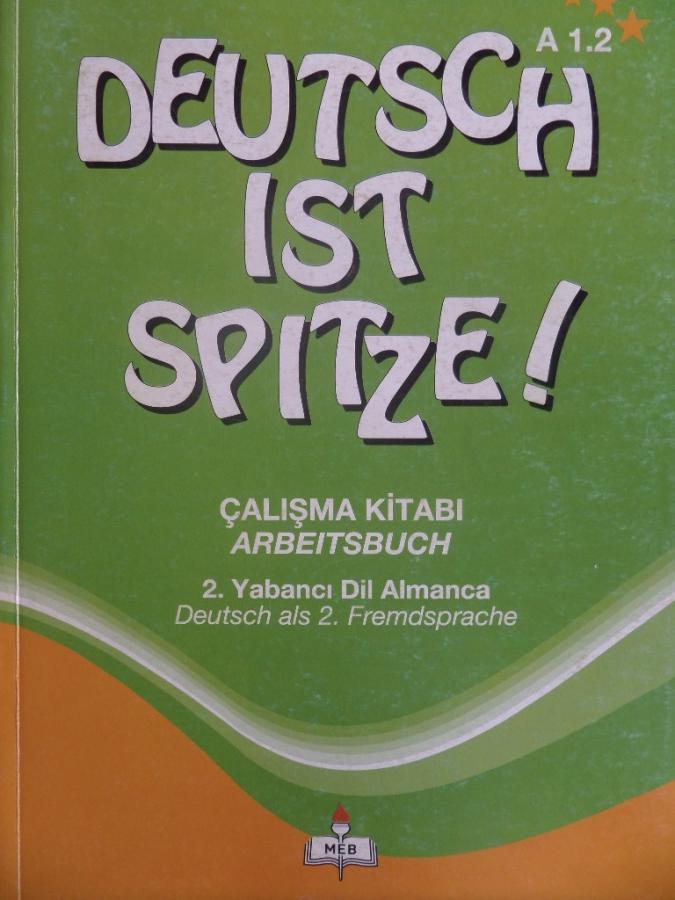 A 1.2
DEUTSCH
IST
SPITZE!
ÇALIŞMA KİTABI
ARBEITSBUCH
2. Yabancı Dil Almanca
Deutsch als 2. Fremdsprache
MEB